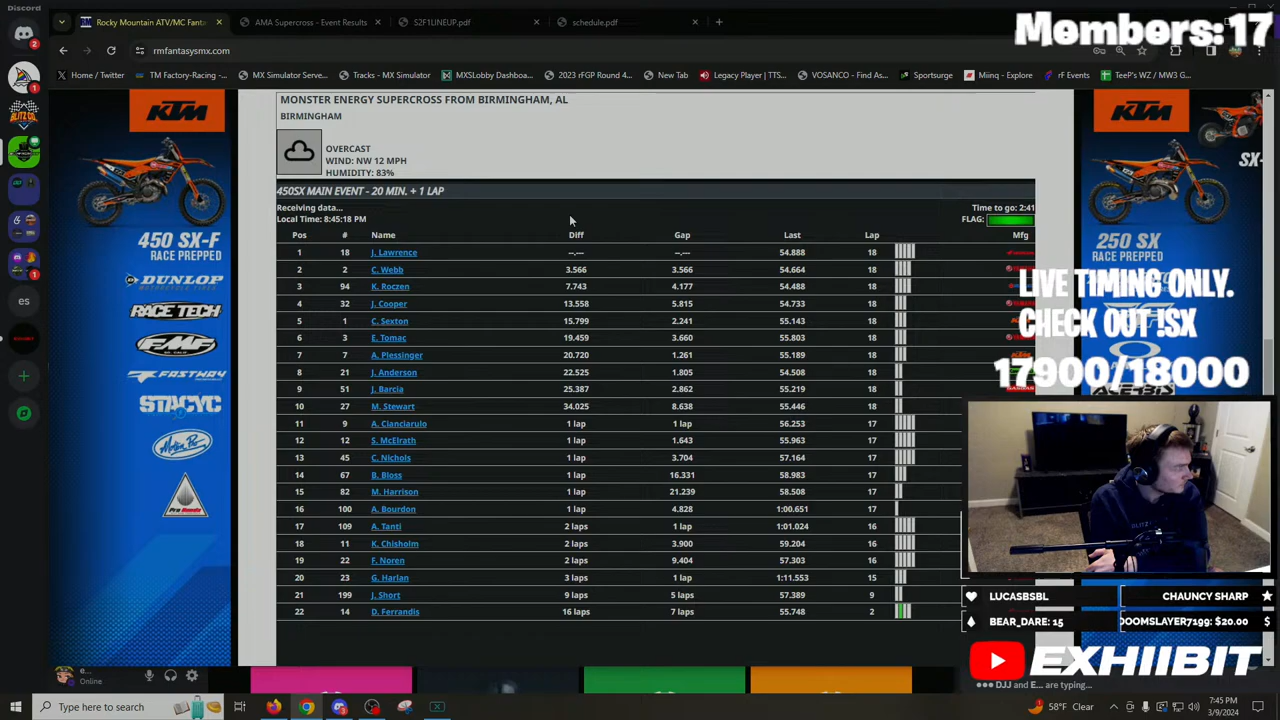 Discord
Rocky Mountain ATV/MC Fanta
AMA Supercross - Event Results
S2F1LINEUP.pdf
schedule.pdf
Members:17
rmfantasysmx.com
Home / Twitter
TM Factory-Racing -...
MX Simulator Serve...
Tracks - MX Simulator
MXSLobby Dashboa...
2023 rFGP Round 4...
New Tab
Legacy Player | TTS...
VOSANCO - Find As...
Sportsurge
Miinq - Explore
rF Events
TeeP's WZ / MW3 G...
KTM
450 SX-F
RACE PREPPED
DUNLOP
RACE TECH
FMF
FASTWAY
STACYC
Motion Pro
Pro Honda
MONSTER ENERGY SUPERCROSS FROM BIRMINGHAM, AL
BIRMINGHAM
OVERCAST
WIND: NW 12 MPH
HUMIDITY: 83%
450SX MAIN EVENT - 20 MIN. + 1 LAP
Receiving data...
Time to go: 2:41
Local Time: 8:45:18 PM
FLAG:
Pos # Name Diff Gap Last Lap Mfg
1 18 J. Lawrence --.--- --.--- 54.888 18
2 2 C. Webb 3.566 3.566 54.664 18
3 94 K. Roczen 7.743 4.177 54.488 18
4 32 J. Cooper 13.558 5.815 54.733 18
5 1 C. Sexton 15.799 2.241 55.143 18
6 3 E. Tomac 19.459 3.660 55.803 18
7 7 A. Plessinger 20.720 1.261 55.189 18
8 21 J. Anderson 22.525 1.805 54.508 18
9 51 J. Barcia 25.387 2.862 55.219 18
10 27 M. Stewart 34.025 8.638 55.446 18
11 9 A. Cianciarulo 1 lap 1 lap 56.253 17
12 12 S. McElrath 1 lap 1.643 55.963 17
13 45 C. Nichols 1 lap 3.704 57.164 17
14 67 B. Bloss 1 lap 16.331 58.983 17
15 82 M. Harrison 1 lap 21.239 58.508 17
16 100 A. Bourdon 1 lap 4.828 1:00.651 17
17 109 A. Tanti 2 laps 1 lap 1:01.024 16
18 11 K. Chisholm 2 laps 3.900 59.204 16
19 22 F. Noren 2 laps 9.404 57.303 16
20 23 G. Harlan 3 laps 1 lap 1:11.553 15
21 199 J. Short 9 laps 5 laps 57.389 9
22 14 D. Ferrandis 16 laps 7 laps 55.748 2
KTM
SX-
250 SX
RACE PREPPED
LIVE TIMING ONLY.
CHECK OUT !SX
17900/18000
LUCASBSBL
CHAUNCY SHARP
BEAR_DARE: 15
DOOMSLAYER7199: $20.00
$
EXHIIBIT
DJJ and E... are typing...
es
e...
Online
Type here to search
58°F Clear
7:45 PM
3/9/2024